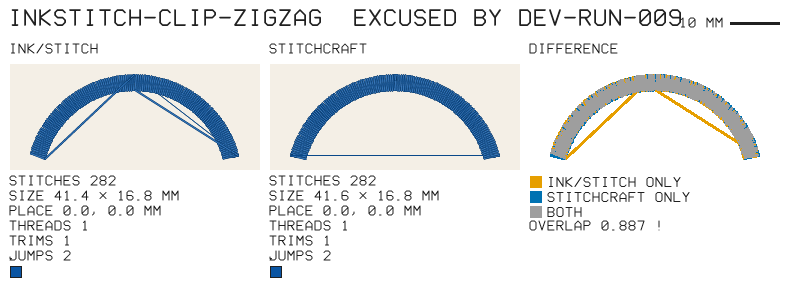 INKSTITCH-CLIP-ZIGZAG  EXCUSED BY DEV-RUN-009
10 MM
INK/STITCH
STITCHES 282
SIZE 41.4 × 16.8 MM
PLACE 0.0, 0.0 MM
THREADS 1
TRIMS 1
JUMPS 2
STITCHCRAFT
STITCHES 282
SIZE 41.6 × 16.8 MM
PLACE 0.0, 0.0 MM
THREADS 1
TRIMS 1
JUMPS 2
DIFFERENCE
INK/STITCH ONLY
STITCHCRAFT ONLY
BOTH
OVERLAP 0.887 !